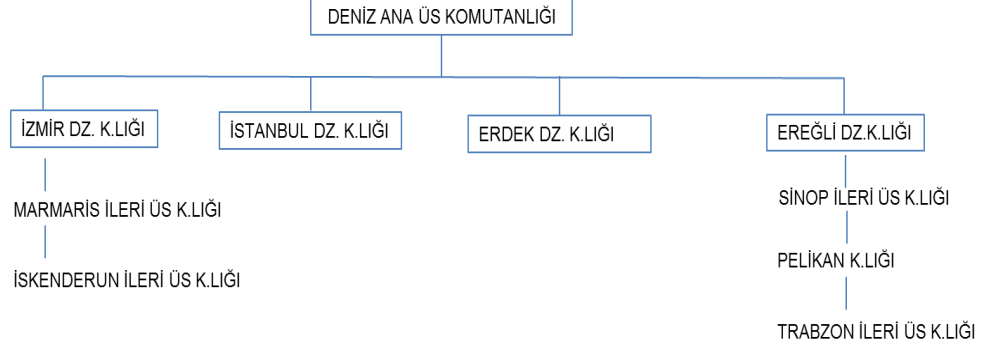 DENİZ ANA ÜS KOMUTANLIĞI
İZMİR DZ. K.LIĞI
İSTANBUL DZ. K.LIĞI
ERDEK DZ. K.LIĞI
EREĞLİ DZ.K.LIĞI
MARMARİS İLERİ ÜS K.LIĞI
İSKENDERUN İLERİ ÜS K.LIĞI
SİNOP İLERİ ÜS K.LIĞI
PELİKAN K.LIĞI
TRABZON İLERİ ÜS K.LIĞI